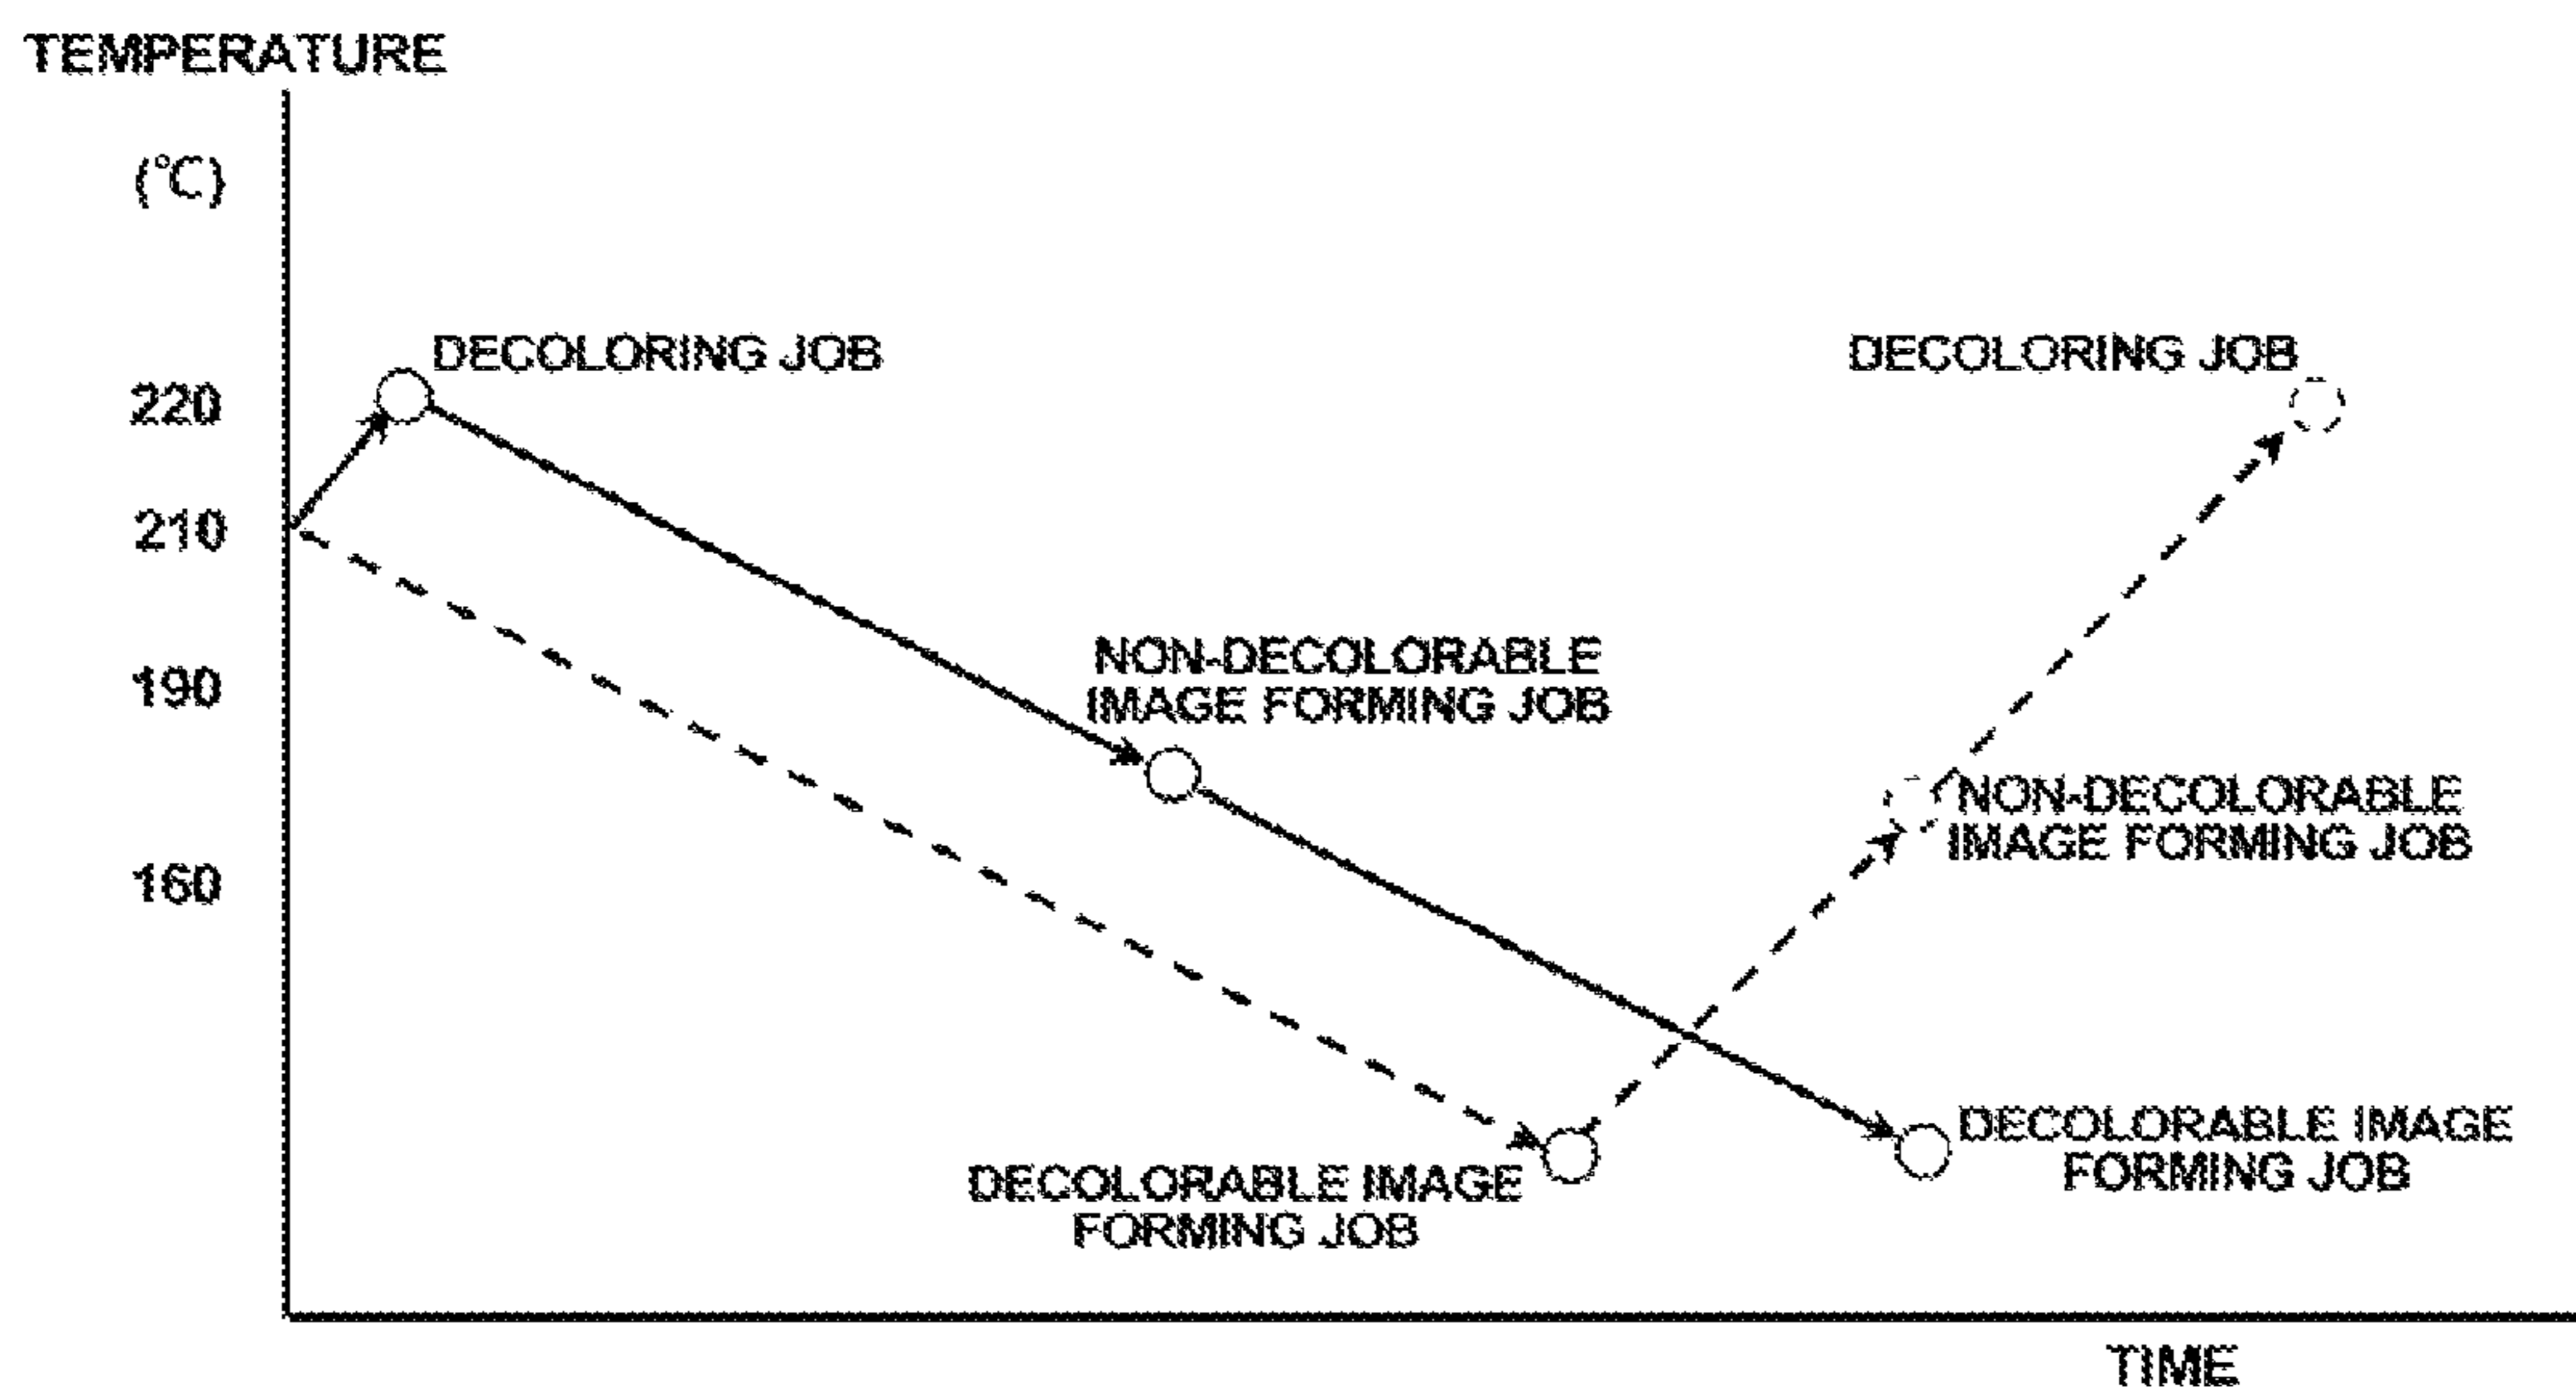 TEMPERATURE
(°C)
DECOLORING JOB
DECOLORING JOB
220
210
NON-DECOLORABLE
IMAGE FORMING JOB
190
NON-DECOLORABLE
IMAGE FORMING JOB
160
DECOLORABLE IMAGE
FORMING JOB
DECOLORABLE IMAGE
FORMING JOB
TIME